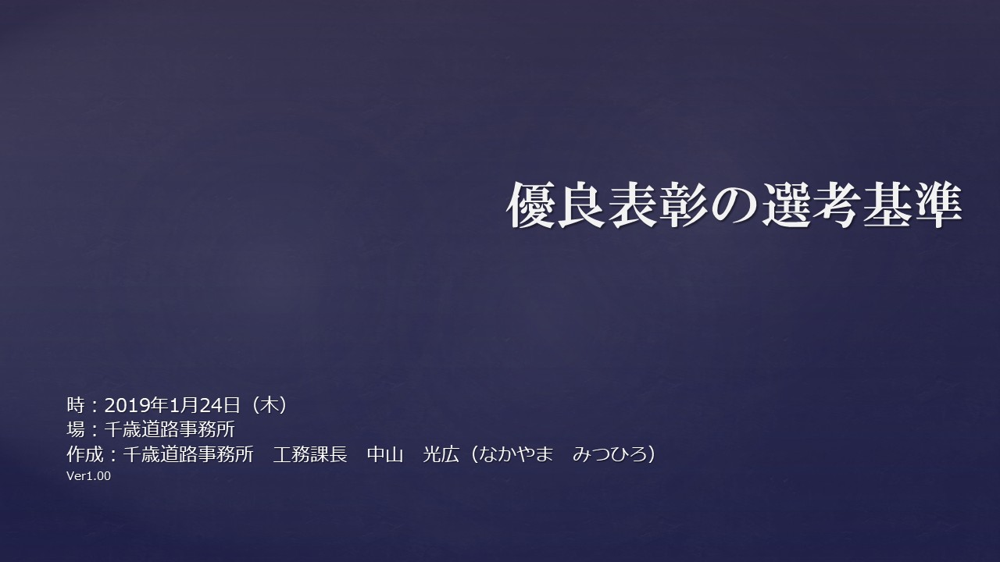 優良表彰の選考基準
時：2019年1月24日（木）
場：千歳道路事務所
作成：千歳道路事務所　工務課長　中山　光広（なかやま　みつひろ）
Ver1.00